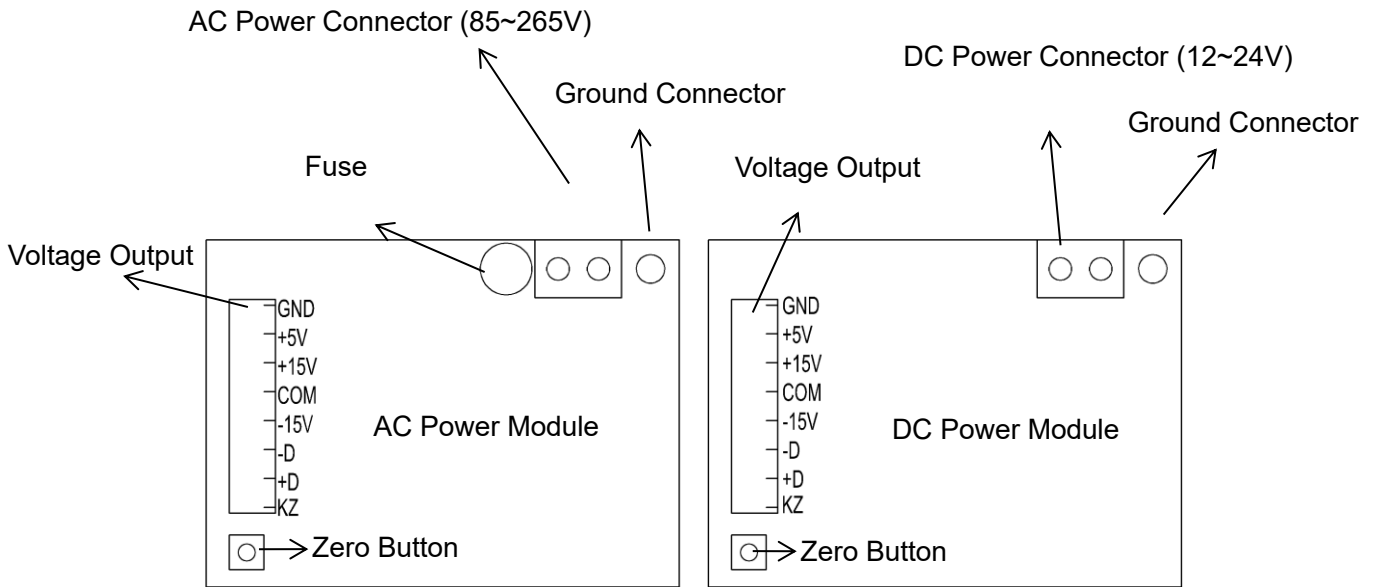 AC Power Connector (85~265V)
DC Power Connector (12~24V)
Ground Connector
Ground Connector
Fuse
Voltage Output
Voltage Output
GND
+5V
+15V
COM
-15V
-D
+D
KZ
AC Power Module
Zero Button
GND
+5V
+15V
COM
-15V
-D
+D
KZ
DC Power Module
Zero Button